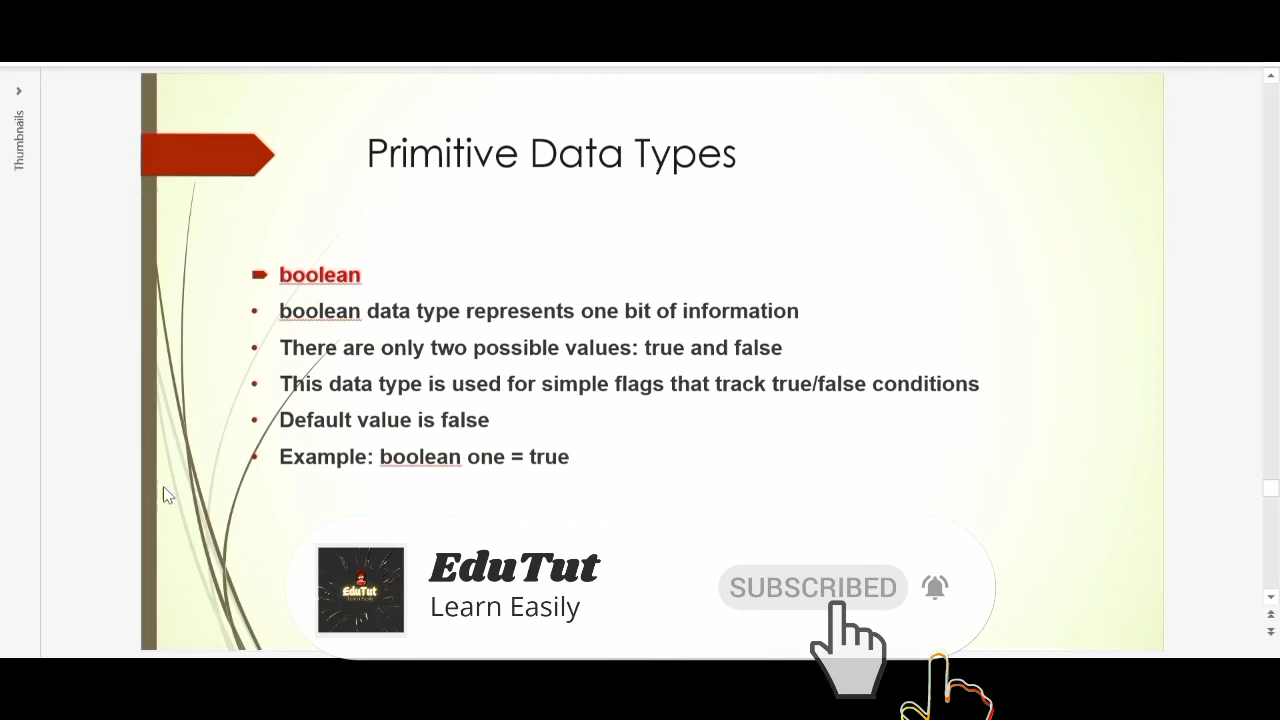 Thumbnails
Primitive Data Types
boolean
boolean data type represents one bit of information
There are only two possible values: true and false
This data type is used for simple flags that track true/false conditions
Default value is false
Example: boolean one = true
EduTut
EduTut
Learn Easily
SUBSCRIBED